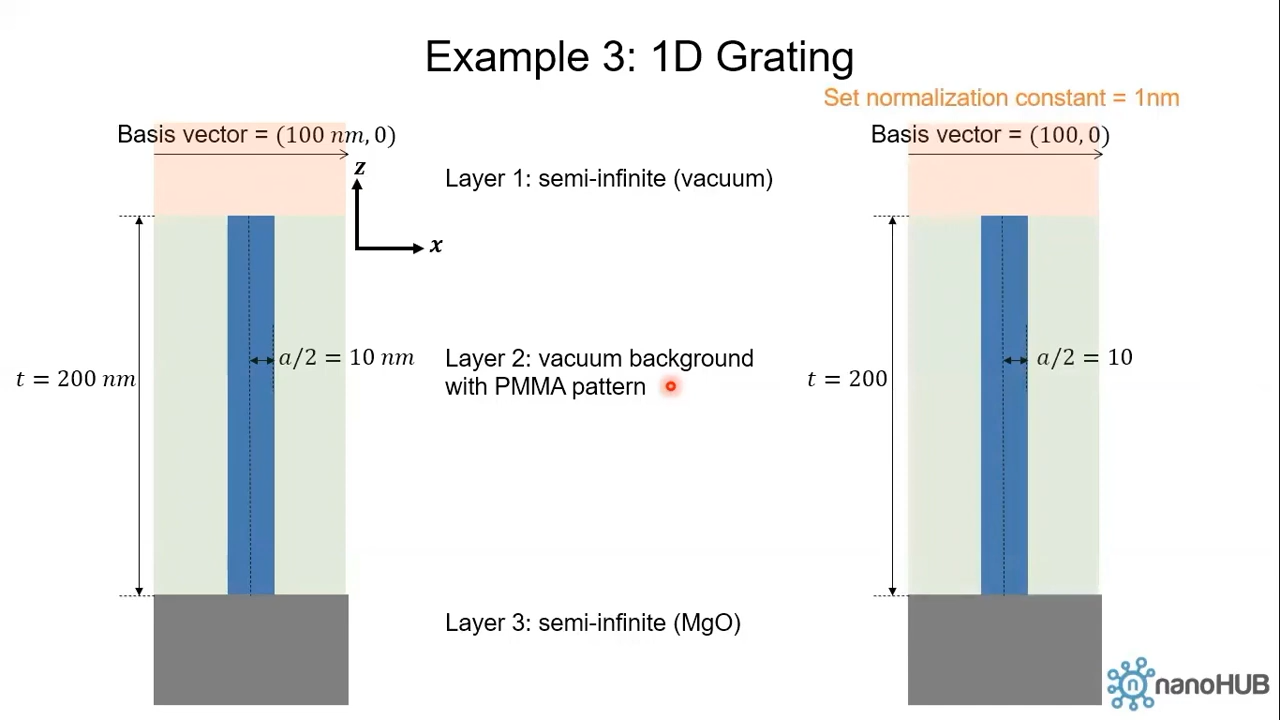 Example 3: 1D Grating
Set normalization constant = 1nm
Basis vector = (100 nm, 0)
Basis vector = (100, 0)
z
x
Layer 1: semi-infinite (vacuum)
a/2 = 10 nm
t = 200 nm
Layer 2: vacuum background
with PMMA pattern
a/2 = 10
t = 200
Layer 3: semi-infinite (MgO)
n
nanoHUB